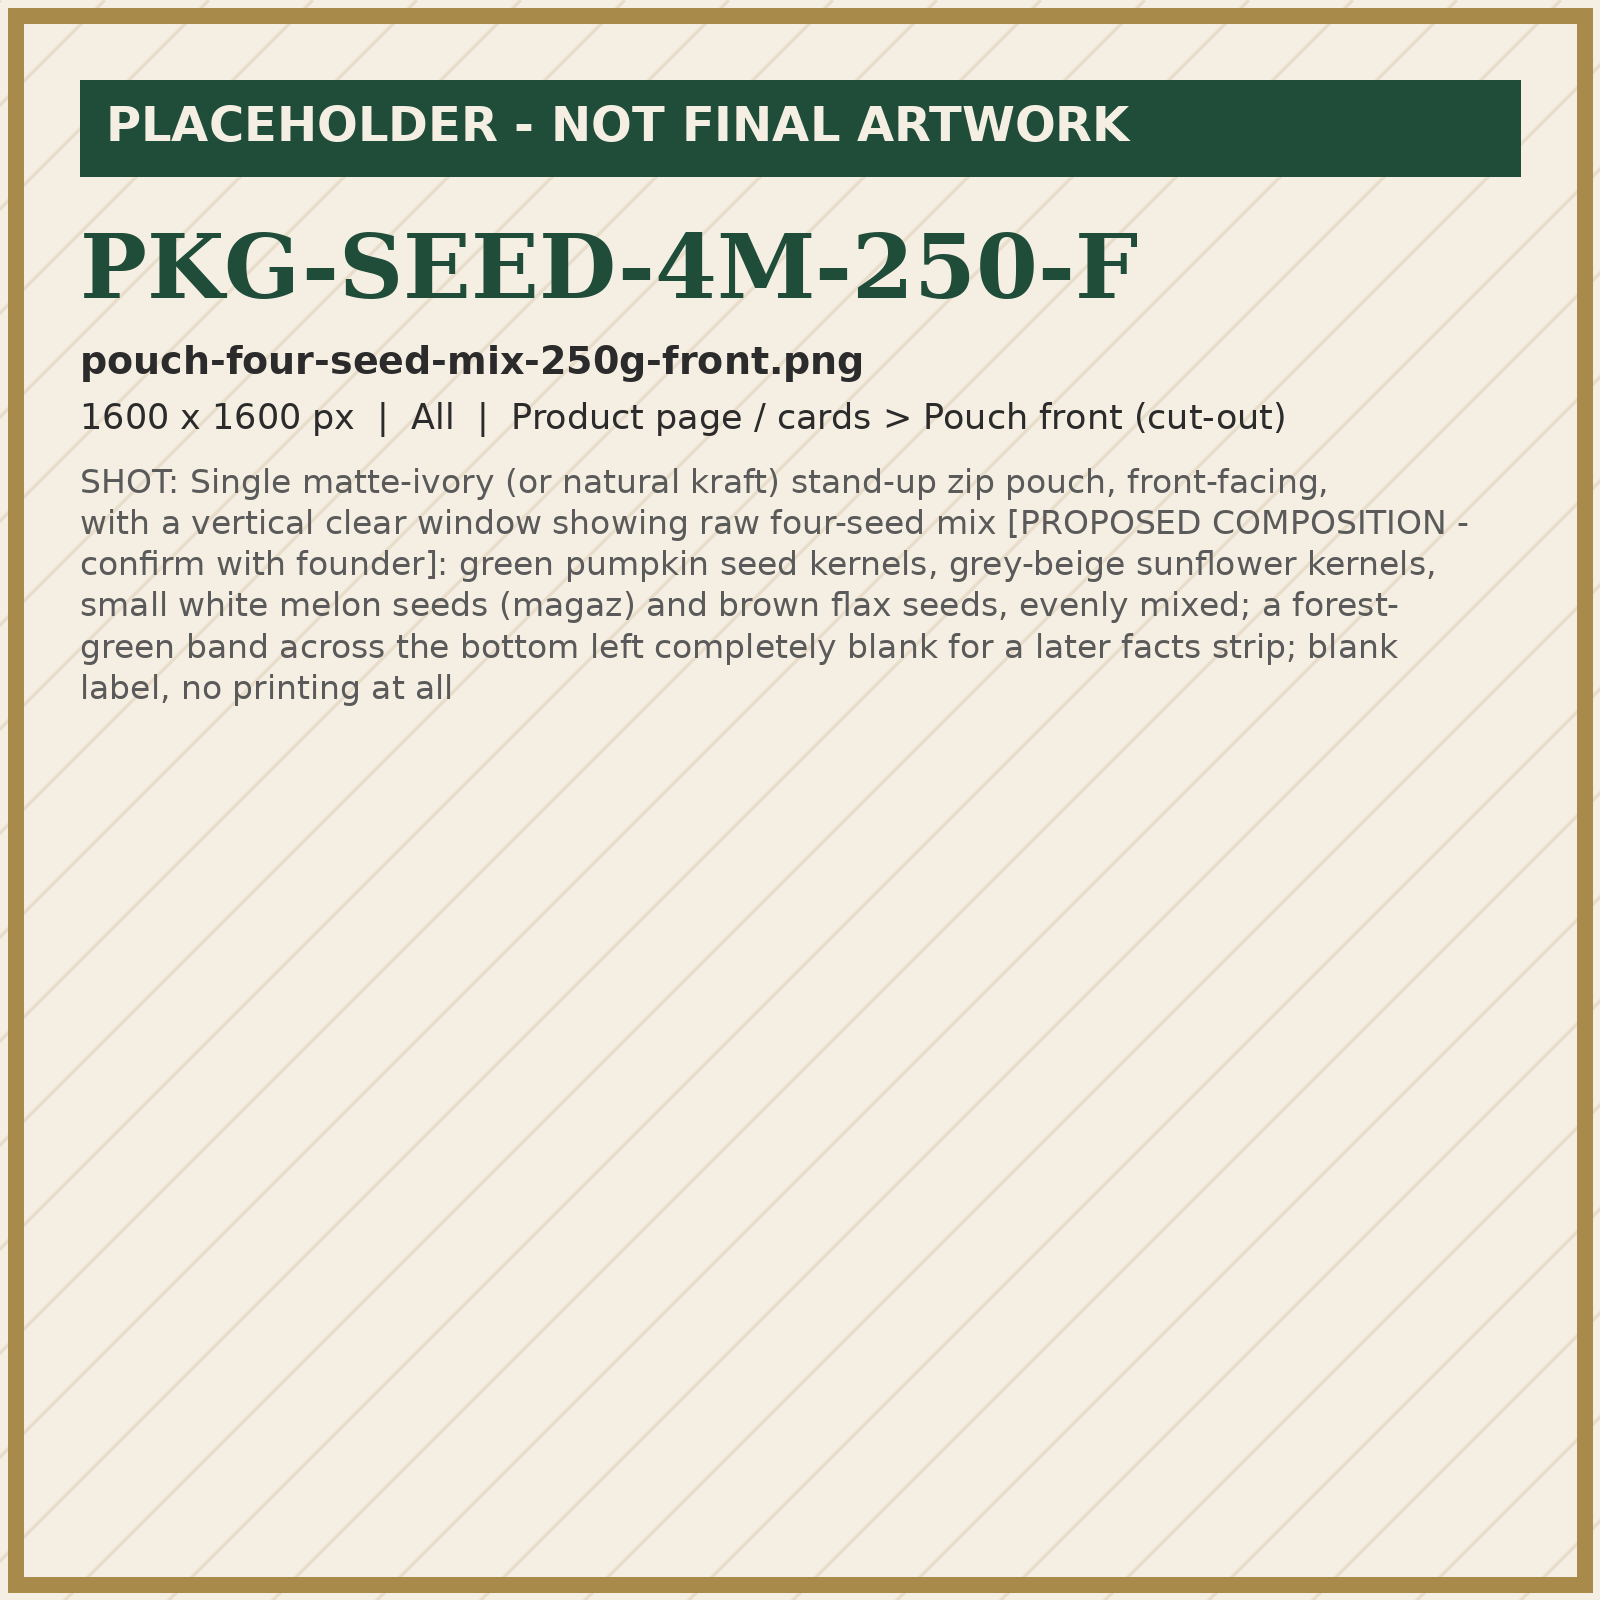 PLACEHOLDER - NOT FINAL ARTWORK
PKG-SEED-4M-250-F
pouch-four-seed-mix-250g-front.png
1600 x 1600 px | All | Product page / cards > Pouch front (cut-out)
SHOT: Single matte-ivory (or natural kraft) stand-up zip pouch, front-facing,
with a vertical clear window showing raw four-seed mix [PROPOSED COMPOSITION -
confirm with founder]: green pumpkin seed kernels, grey-beige sunflower kernels,
small white melon seeds (magaz) and brown flax seeds, evenly mixed; a forest-
green band across the bottom left completely blank for a later facts strip; blank
label, no printing at all